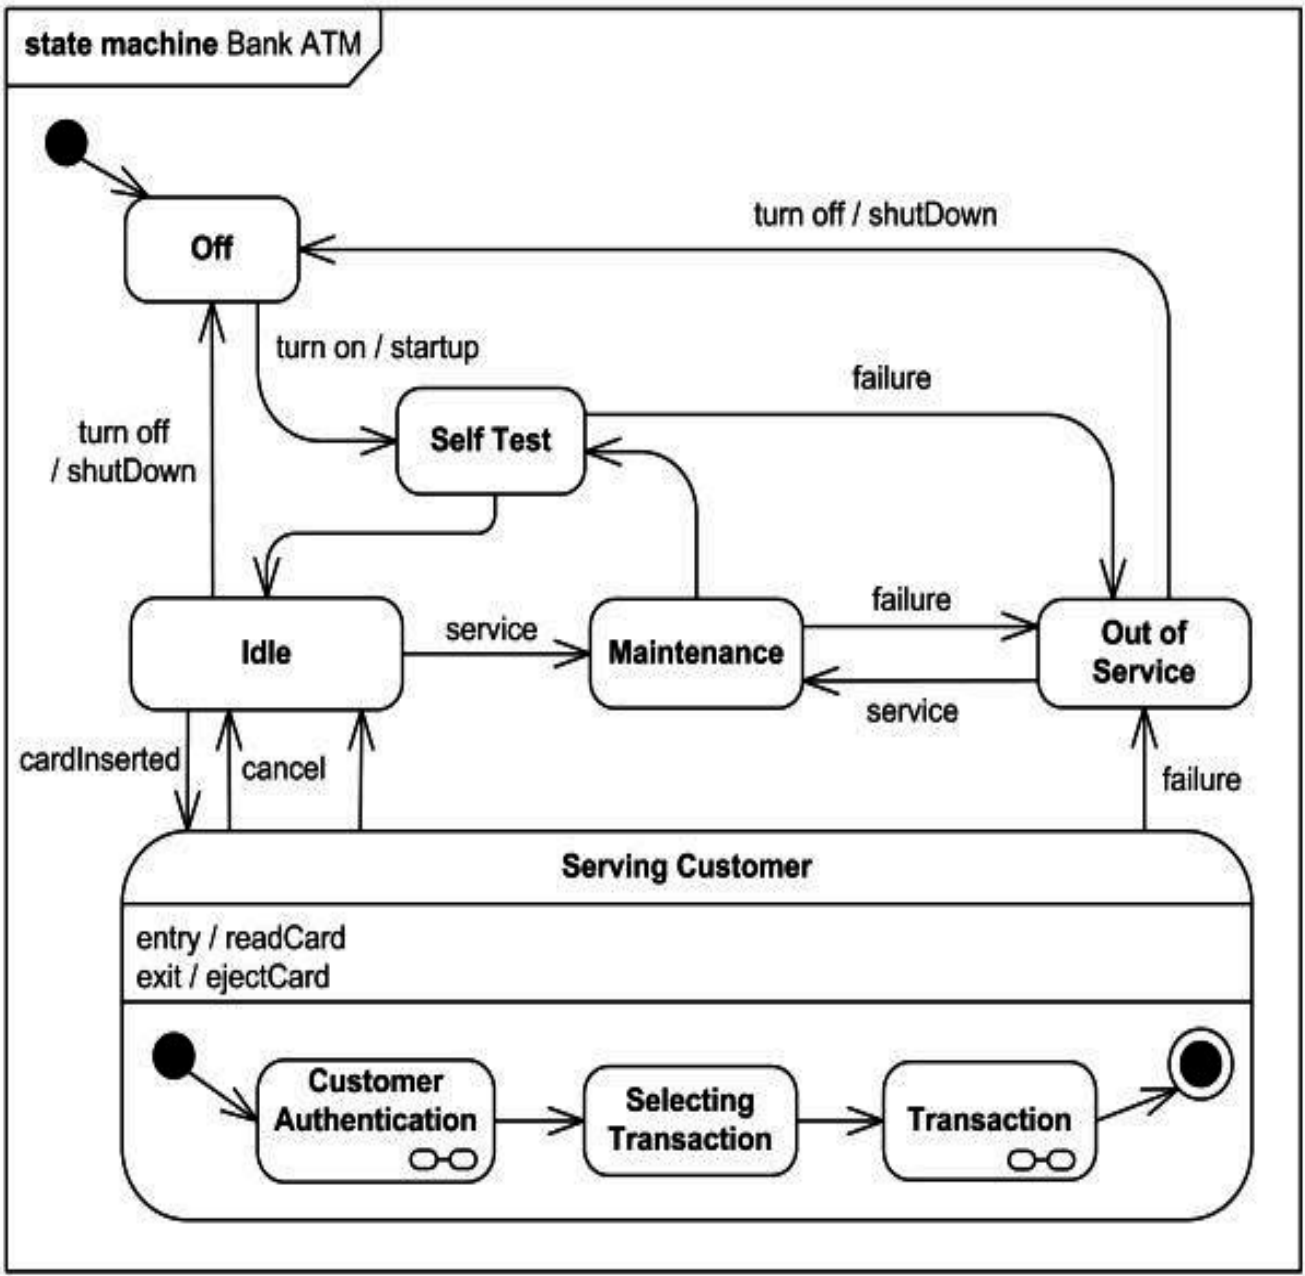 state machine Bank ATM
Off
turn off / shutDown
turn on / startup
failure
turn off
/ shutDown
Self Test
Idle
service
Maintenance
failure
service
Out of
Service
cardInserted
cancel
failure
Serving Customer
entry / readCard
exit / ejectCard
Customer
Authentication
Selecting
Transaction
Transaction